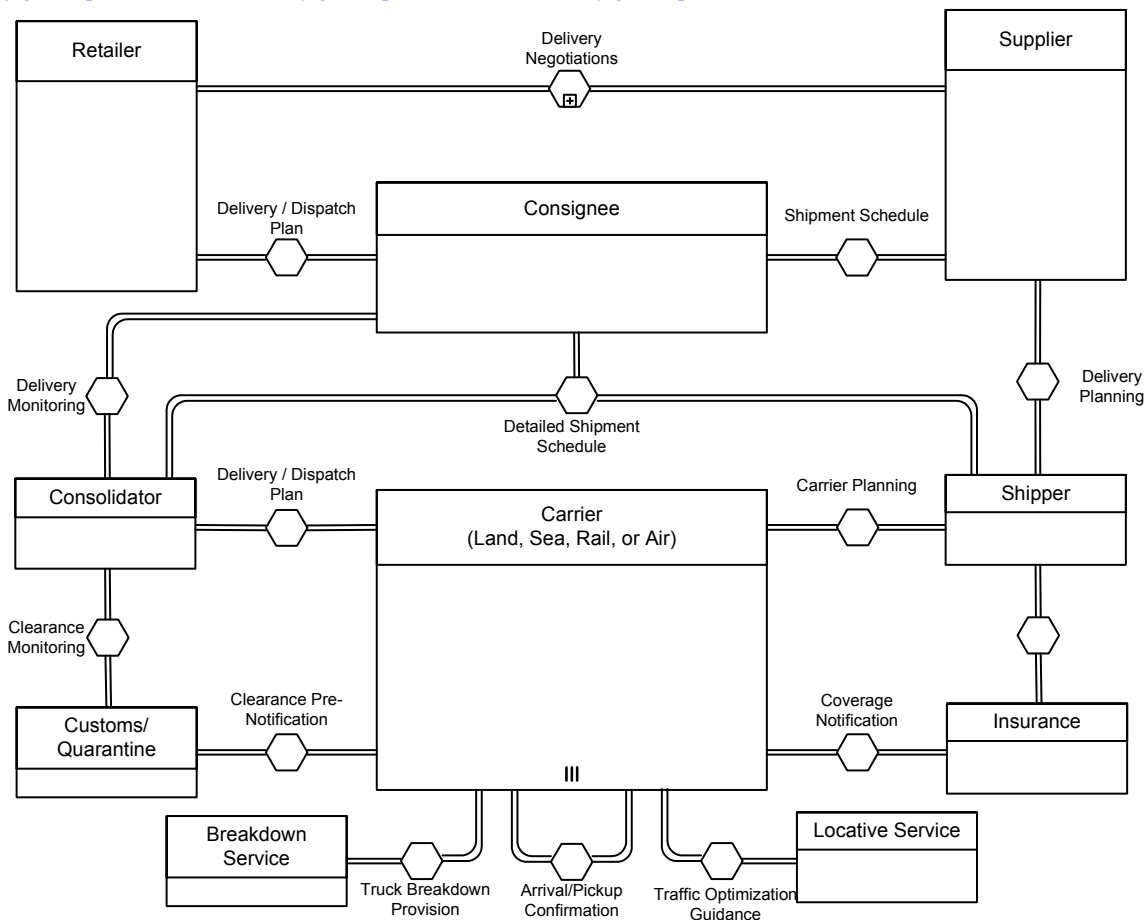 Retailer
Delivery
Negotiations
Supplier
Delivery / Dispatch
Plan
Consignee
Shipment Schedule
Delivery
Monitoring
Detailed Shipment
Schedule
Delivery
Planning
Consolidator
Delivery / Dispatch
Plan
Carrier
(Land, Sea, Rail, or Air)
Carrier Planning
Shipper
Clearance
Monitoring
Customs/
Quarantine
Clearance Pre-
Notification
Coverage
Notification
Insurance
Breakdown
Service
Truck Breakdown
Provision
Arrival/Pickup
Confirmation
Traffic Optimization
Guidance
Locative Service